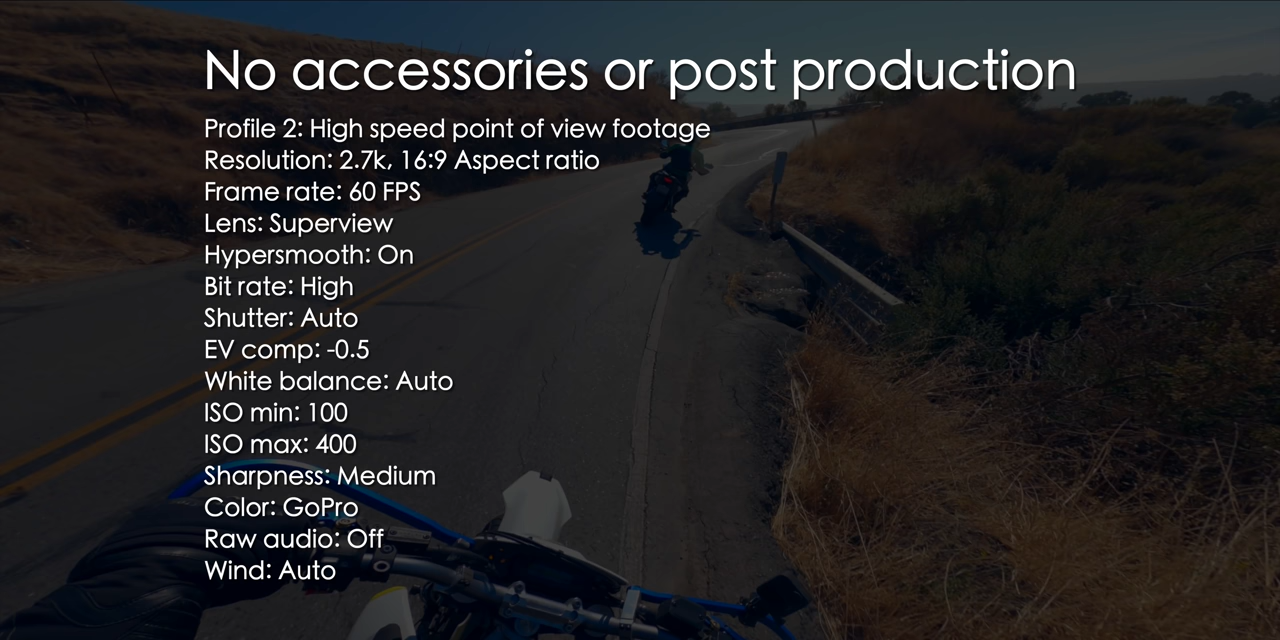 No accessories or post production
Profile 2: High speed point of view footage
Resolution: 2.7k, 16:9 Aspect ratio
Frame rate: 60 FPS
Lens: Superview
Hypersmooth: On
Bit rate: High
Shutter: Auto
EV comp: -0.5
White balance: Auto
ISO min: 100
ISO max: 400
Sharpness: Medium
Color: GoPro
Raw audio: Off
Wind: Auto